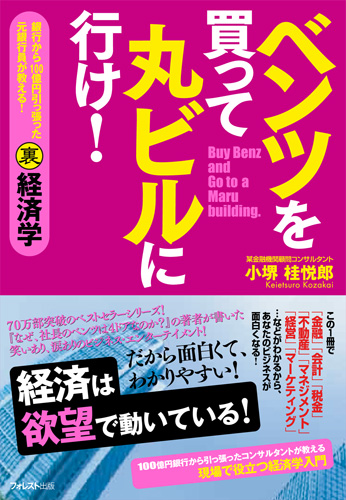 ベンツを
買って
丸ビルに
行け！
Buy Benz
and
Go to a
Maru
building.
銀行から100億円引っ張った
元銀行員が教える！
裏
経済学
某金融機関顧問コンサルタント
小堺 桂悦郎
Keietsuro Kozakai
この1冊で
「金融」「会計」「税金」
「不動産」「マネジメント」
「経営」「マーケティング」
…などがわかるから、
あなたのビジネスが
面白くなる！
70万部突破のベストセラーシリーズ！
『なぜ、社長のベンツは4ドアなのか？』の著者が書いた
笑いあり、涙ありのビジネス・エンターテイメント！
だから面白くて、
わかりやすい！
経済は
欲望で動いている！
100億円銀行から引っ張ったコンサルタントが教える
現場で役立つ経済学入門
フォレスト出版